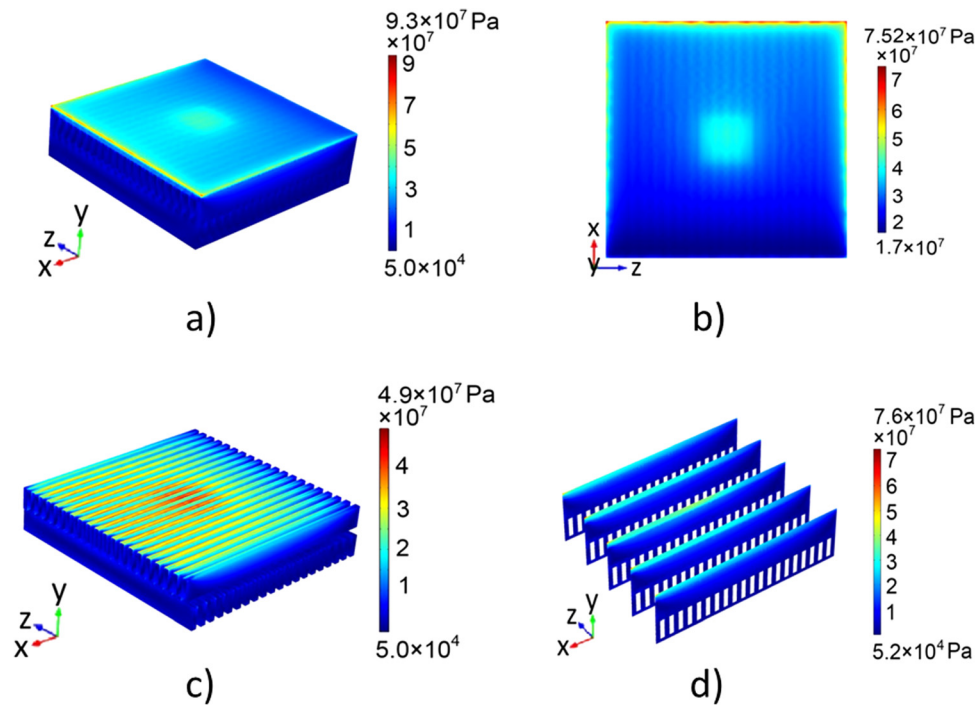 9.3×10⁷ Pa
×10⁷
9
7
5
3
1
5.0×10⁴
y
z
x
a)
7.52×10⁷ Pa
×10⁷
7
6
5
4
3
2
1.7×10⁷
x
y z
b)
4.9×10⁷ Pa
×10⁷
4
3
2
1
5.0×10⁴
y
z
x
c)
7.6×10⁷ Pa
×10⁷
7
6
5
4
3
2
1
5.2×10⁴ Pa
y
z
x
d)